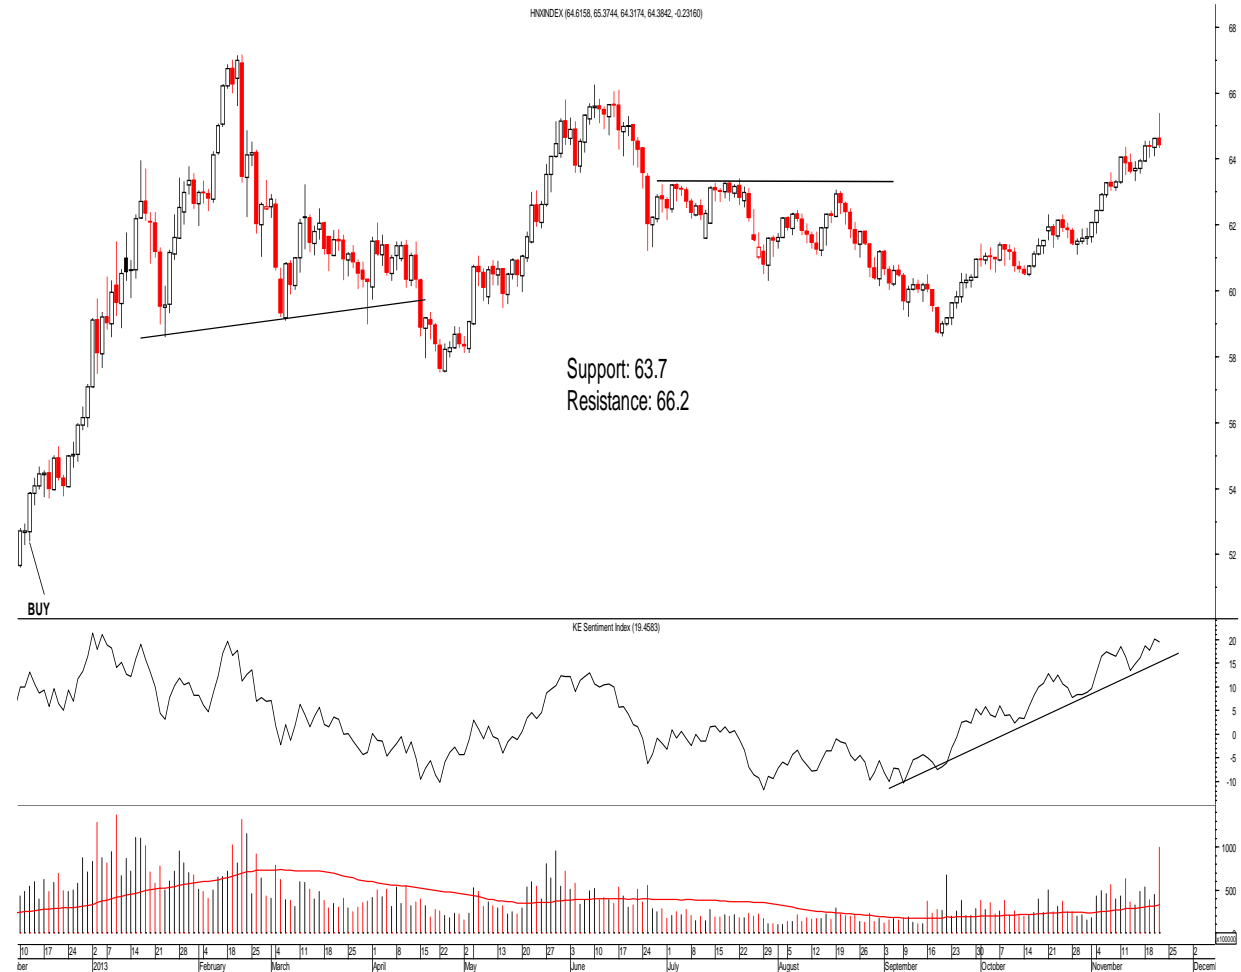 HNXINDEX (64.6158, 65.3744, 64.3174, 64.3842, -0.23160)
68
66
64
62
60
58
56
54
52
Support: 63.7
Resistance: 66.2
BUY
KE Sentiment Index (19.4583)
20
15
10
5
0
-5
-10
1000
500
0
x100000
10 17 24 2 7 14 21 28 4 18 25 4 11 18 25 1 8 15 22 2 13 20 27 3 10 17 24 1 8 15 22 29 5 12 19 26 3 9 16 23 30 7 14 21 28 4 11 18 25 2
ber 2013 February March April May June July August September October November Decemb